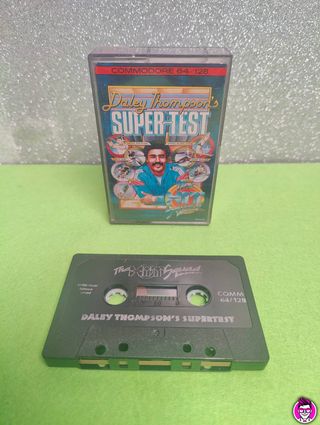 COMMODORE 64/128
Daley Thompson's
SUPER-TEST
The Hit Squad
COMM
64/128
DALEY THOMPSON'S SUPERTEST